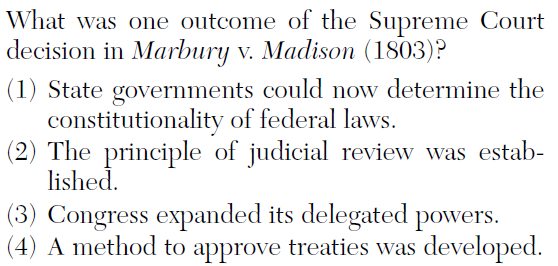 What was one outcome of the Supreme Court
decision in Marbury v. Madison (1803)?
(1) State governments could now determine the
constitutionality of federal laws.
(2) The principle of judicial review was estab-
lished.
(3) Congress expanded its delegated powers.
(4) A method to approve treaties was developed.